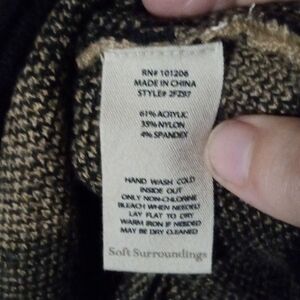 RN# 101206
MADE IN CHINA
STYLE# 2FZ97
61% ACRYLIC
35% NYLON
4% SPANDEX
HAND WASH COLD
INSIDE OUT
ONLY NON-CHLORINE
BLEACH WHEN NEEDED
LAY FLAT TO DRY
WARM IRON IF NEEDED
MAY BE DRY CLEANED
Soft Surroundings